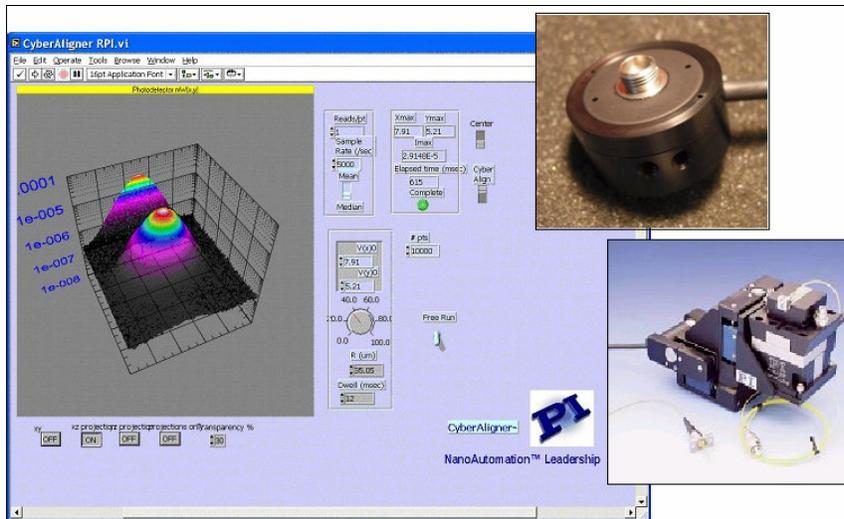 CyberAligner RPI.vi
File Edit Operate Tools Browse Window Help
16pt Application Font
Photodetector mW(x,y)
.0001
1e-005
1e-006
1e-007
1e-008
Reads/pt
1
Sample
Rate (/sec
5000
Mean
Median
Xmax Ymax
7.91 5.21
Imax
2.9148E-5
Elapsed time (msec)
615
Complete
Center
Cyber
Align
# pts
10000
V(x)0
7.91
V(y)0
5.21
40.0 60.0
20.0 80.0
0.0 100.0
R (um)
35.05
Dwell (msec)
12
Free Run
xy
OFF
xz projection
ON
yz projection
OFF
projections only
OFF
Transparency %
30
CyberAligner~
PI
NanoAutomation™ Leadership